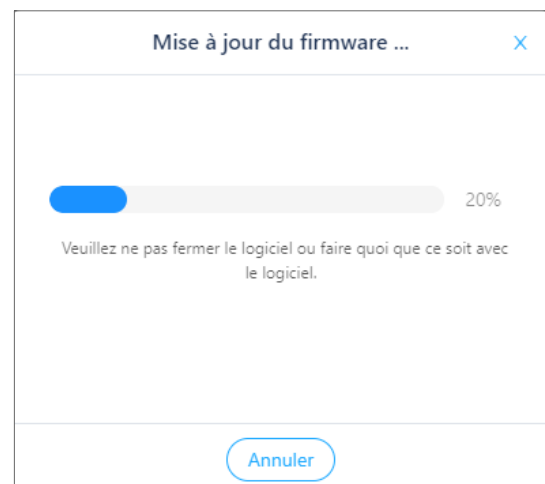 Mise à jour du firmware ...
20%
Veuillez ne pas fermer le logiciel ou faire quoi que ce soit avec
le logiciel.
Annuler